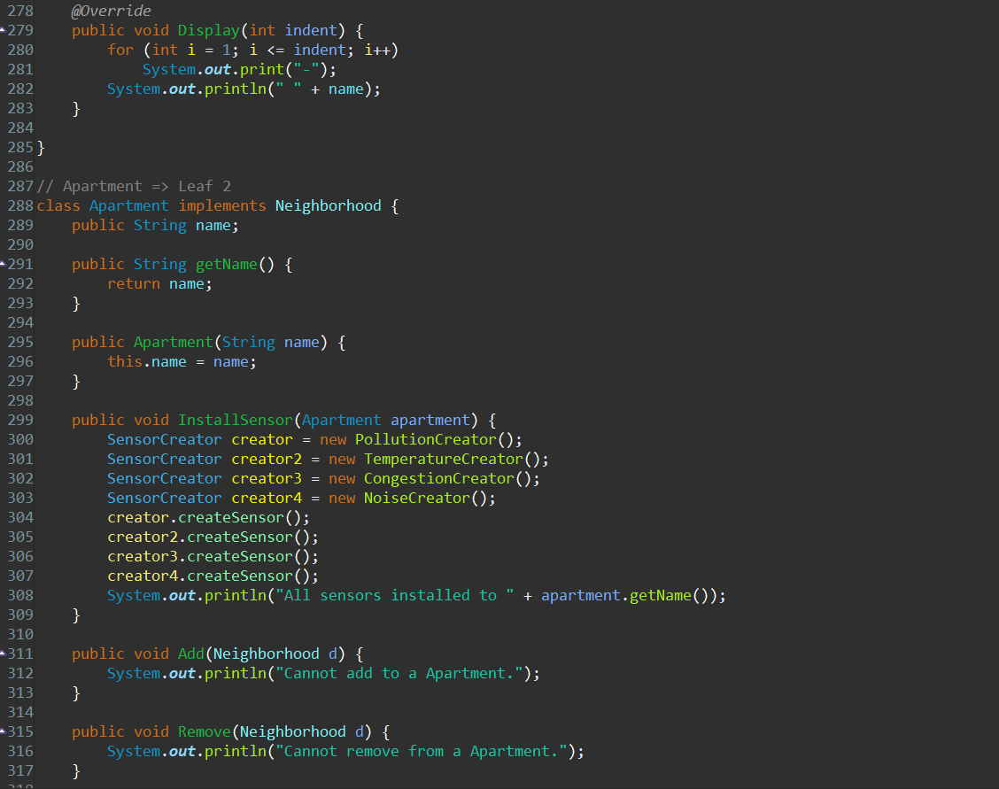 278     @Override
279     public void Display(int indent) {
280         for (int i = 1; i <= indent; i++)
281             System.out.print("-");
282         System.out.println(" " + name);
283     }
284
285 }
286
287 // Apartment => Leaf 2
288 class Apartment implements Neighborhood {
289     public String name;
290
291     public String getName() {
292         return name;
293     }
294
295     public Apartment(String name) {
296         this.name = name;
297     }
298
299     public void InstallSensor(Apartment apartment) {
300         SensorCreator creator = new PollutionCreator();
301         SensorCreator creator2 = new TemperatureCreator();
302         SensorCreator creator3 = new CongestionCreator();
303         SensorCreator creator4 = new NoiseCreator();
304         creator.createSensor();
305         creator2.createSensor();
306         creator3.createSensor();
307         creator4.createSensor();
308         System.out.println("All sensors installed to " + apartment.getName());
309     }
310
311     public void Add(Neighborhood d) {
312         System.out.println("Cannot add to a Apartment.");
313     }
314
315     public void Remove(Neighborhood d) {
316         System.out.println("Cannot remove from a Apartment.");
317     }